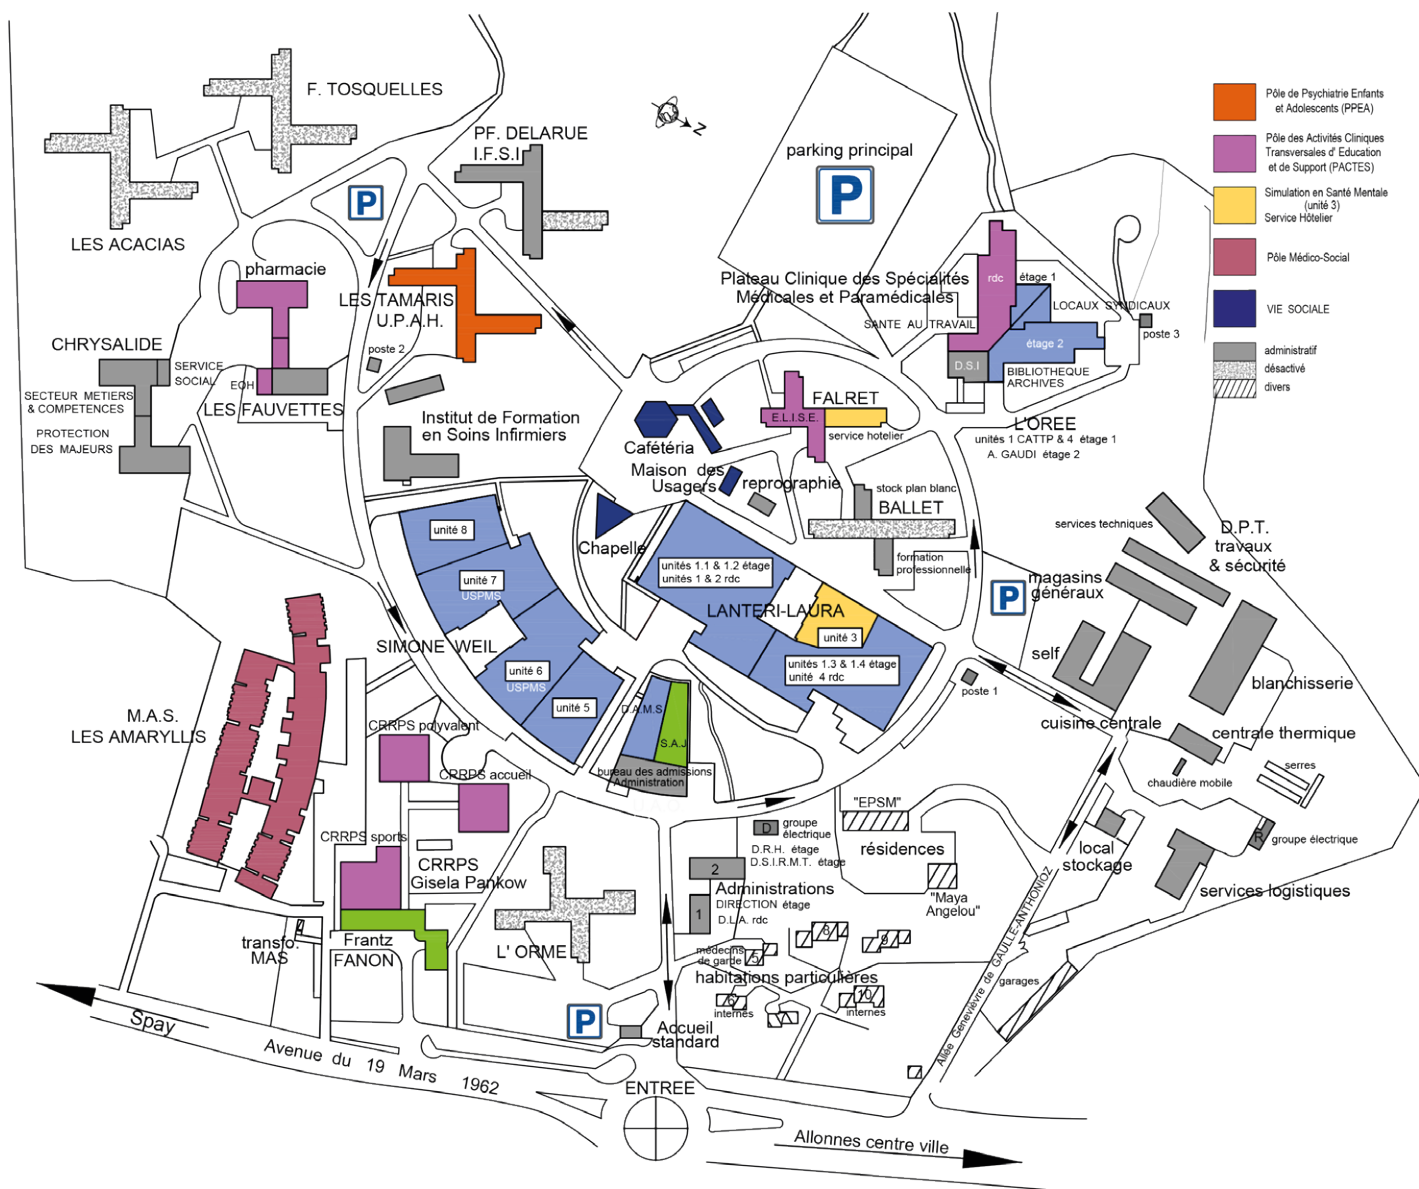 F. TOSQUELLES
PF. DELARUE
I.F.S.I
LES ACACIAS
P
N
parking principal
P
Pôle de Psychiatrie Enfants
et Adolescents (PPEA)
Pôle des Activités Cliniques
Transversales d' Education
et de Support (PACTES)
Simulation en Santé Mentale
(unité 3)
Service Hôtelier
Pôle Médico-Social
VIE SOCIALE
administratif
désactivé
divers
pharmacie
LES TAMARIS
U.P.A.H.
poste 2
CHRYSALIDE
SERVICE
SOCIAL
SECTEUR METIERS
& COMPETENCES
PROTECTION
DES MAJEURS
EOH
LES FAUVETTES
Institut de Formation
en Soins Infirmiers
Plateau Clinique des Spécialités
Médicales et Paramédicales
rdc
étage 1
LOCAUX SYNDICAUX
SANTE AU TRAVAIL
étage 2
D.S.I
BIBLIOTHEQUE
ARCHIVES
poste 3
L'OREE
unités 1 CATTP & 4 étage 1
A. GAUDI étage 2
FALRET
E.L.I.S.E.
service hotelier
Cafétéria
Maison des
Usagers
reprographie
stock plan blanc
BALLET
formation
professionnelle
Chapelle
unité 8
unité 7
USPMS
SIMONE WEIL
unité 6
USPMS
unité 5
unités 1.1 & 1.2 étage
unités 1 & 2 rdc
LANTERI-LAURA
unité 3
unités 1.3 & 1.4 étage
unité 4 rdc
D.A.M.S
S.A.J
bureau des admissions
Administration
services techniques
D.P.T.
travaux
& sécurité
magasins
généraux
P
self
poste 1
blanchisserie
cuisine centrale
centrale thermique
chaudière mobile
serres
R
groupe électrique
local
stockage
services logistiques
M.A.S.
LES AMARYLLIS
CRRPS polyvalent
CRRPS accueil
CRRPS sports
CRRPS
Gisela Pankow
transfo.
MAS
Frantz
FANON
L' ORME
"EPSM"
résidences
D
groupe
électrique
D.R.H. étage
D.S.I.R.M.T. étage
2
Administrations
1
DIRECTION étage
D.L.A. rdc
"Maya
Angelou"
médecins
de garde
5
8
9
habitations particulières
6
internes
10
internes
7
3
garages
Allée Geneviève de GAULLE-ANTHONIOZ
P
Accueil
standard
Spay
Avenue du 19 Mars 1962
ENTREE
Allonnes centre ville